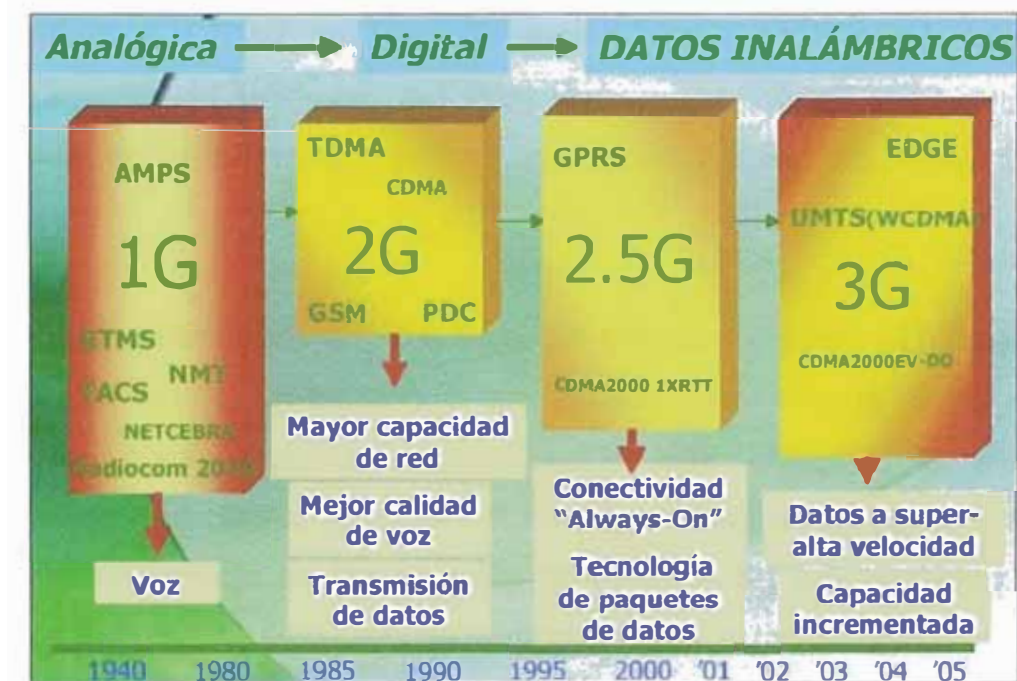 Analógica Digital DATOS INALÁMBRICOS
AMPS
1G
NMT
TDMA
CDMA
2G
GSM PDC
GPRS
2.5G
CDMA2000 1XRTT
EDGE
UMTS(WCDMA)
3G
CDMA2000EV-DO
Voz
Mayor capacidad
de red
Mejor calidad
de voz
Transmisión
de datos
Conectividad
“Always-On”
Tecnología
de paquetes
de datos
Datos a super-
alta velocidad
Capacidad
incrementada
1940 1980 1985 1990 1995 2000 '01 '02 '03 '04 '05